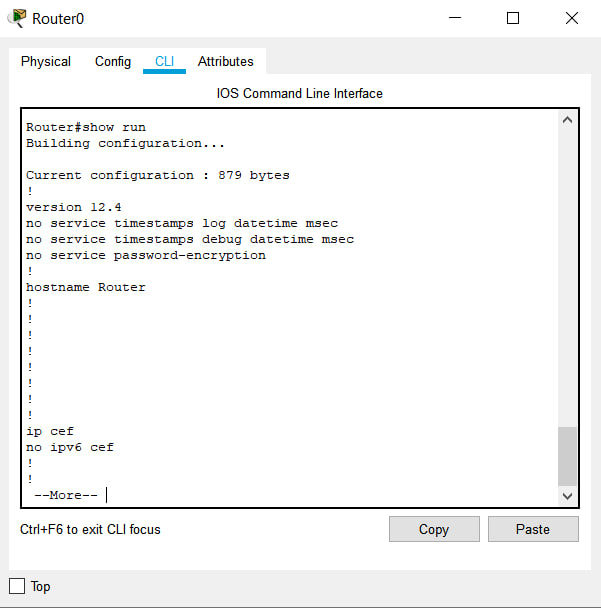 Router0
Physical Config CLI Attributes
IOS Command Line Interface
Router#show run
Building configuration...
Current configuration : 879 bytes
!
version 12.4
no service timestamps log datetime msec
no service timestamps debug datetime msec
no service password-encryption
!
hostname Router
!
!
!
!
!
!
!
!
ip cef
no ipv6 cef
!
!
--More--
Ctrl+F6 to exit CLI focus
Copy Paste
Top